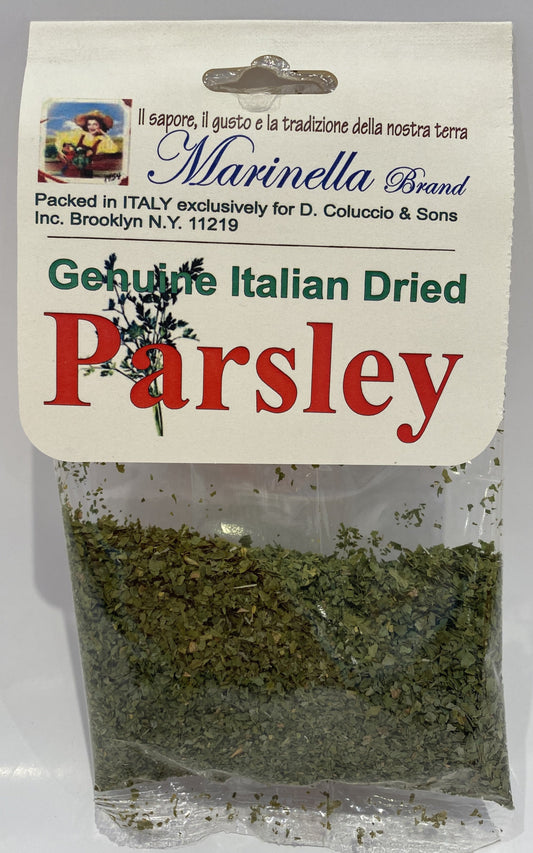 Il sapore, il gusto e la tradizione della nostra terra
1954
Marinella Brand
Packed in ITALY exclusively for D. Coluccio & Sons
Inc. Brooklyn N.Y. 11219
Genuine Italian Dried
Parsley